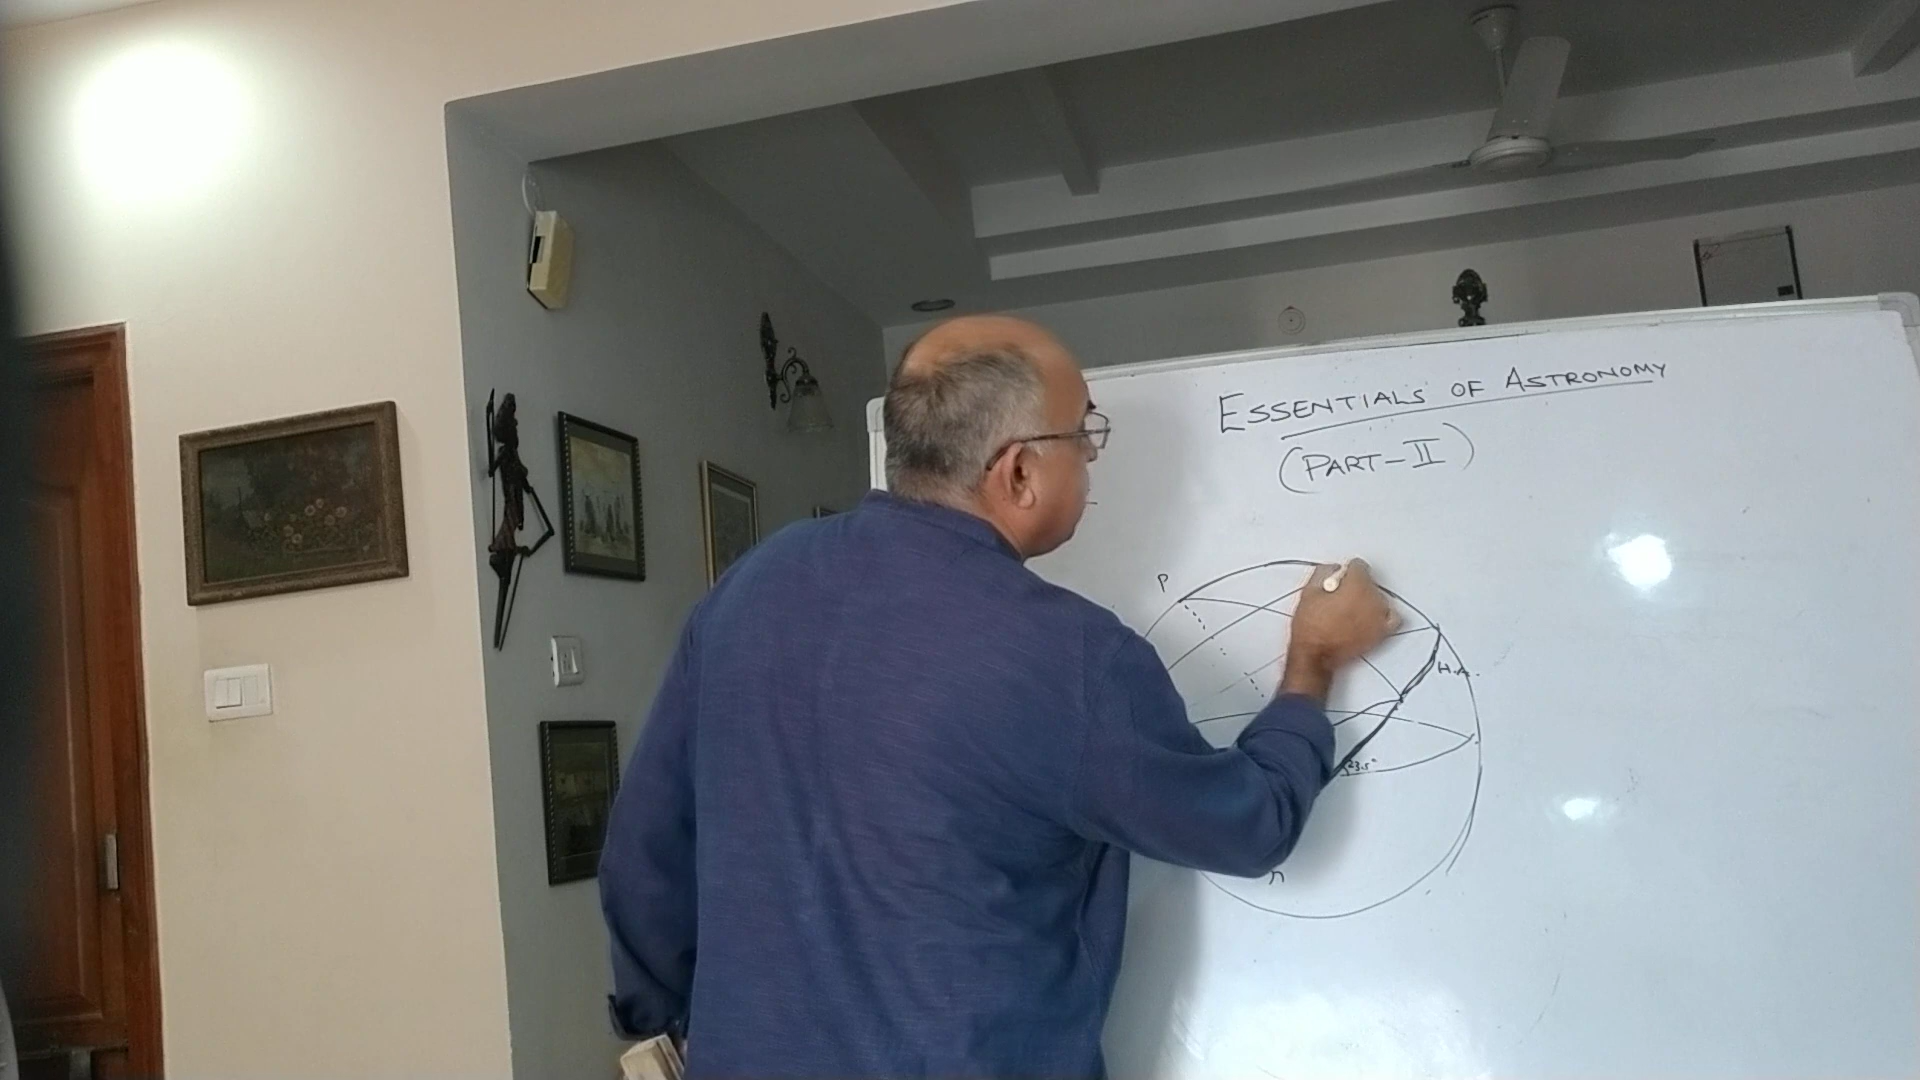 ESSENTIALS OF ASTRONOMY
(PART-II)
P
H.A.
23.5°